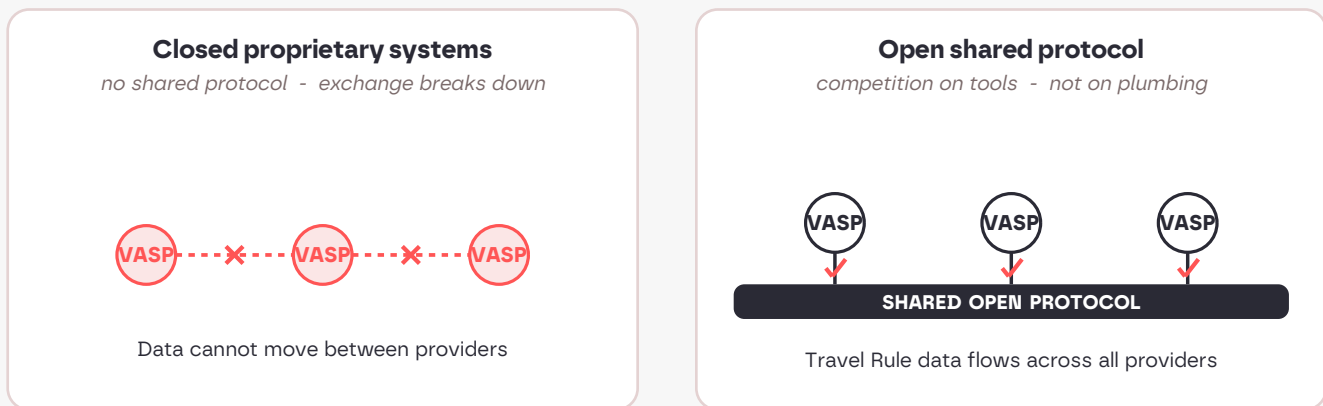 Closed proprietary systems
no shared protocol - exchange breaks down
VASP VASP VASP
Data cannot move between providers
Open shared protocol
competition on tools - not on plumbing
VASP VASP VASP
SHARED OPEN PROTOCOL
Travel Rule data flows across all providers